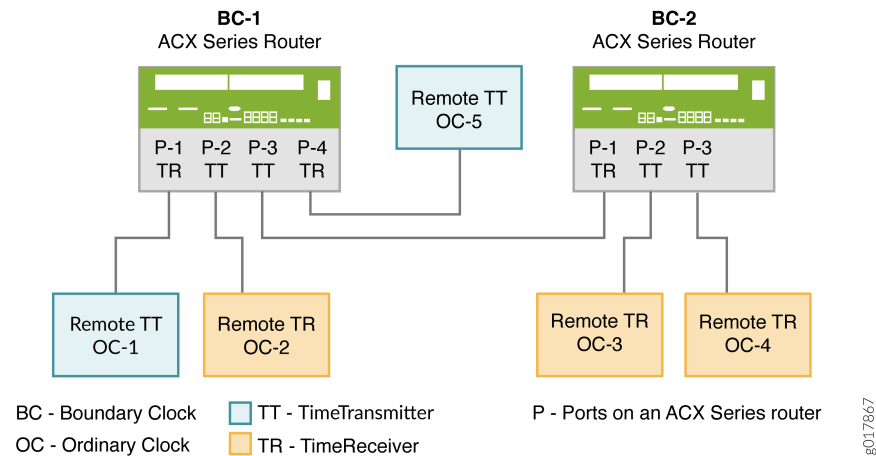 BC-1
ACX Series Router
BC-2
ACX Series Router
Remote TT
OC-5
P-1 P-2 P-3 P-4
TR TT TT TR
P-1 P-2 P-3
TR TT TT
Remote TT
OC-1
Remote TR
OC-2
Remote TR
OC-3
Remote TR
OC-4
BC - Boundary Clock
OC - Ordinary Clock
TT - TimeTransmitter
TR - TimeReceiver
P - Ports on an ACX Series router
g017867